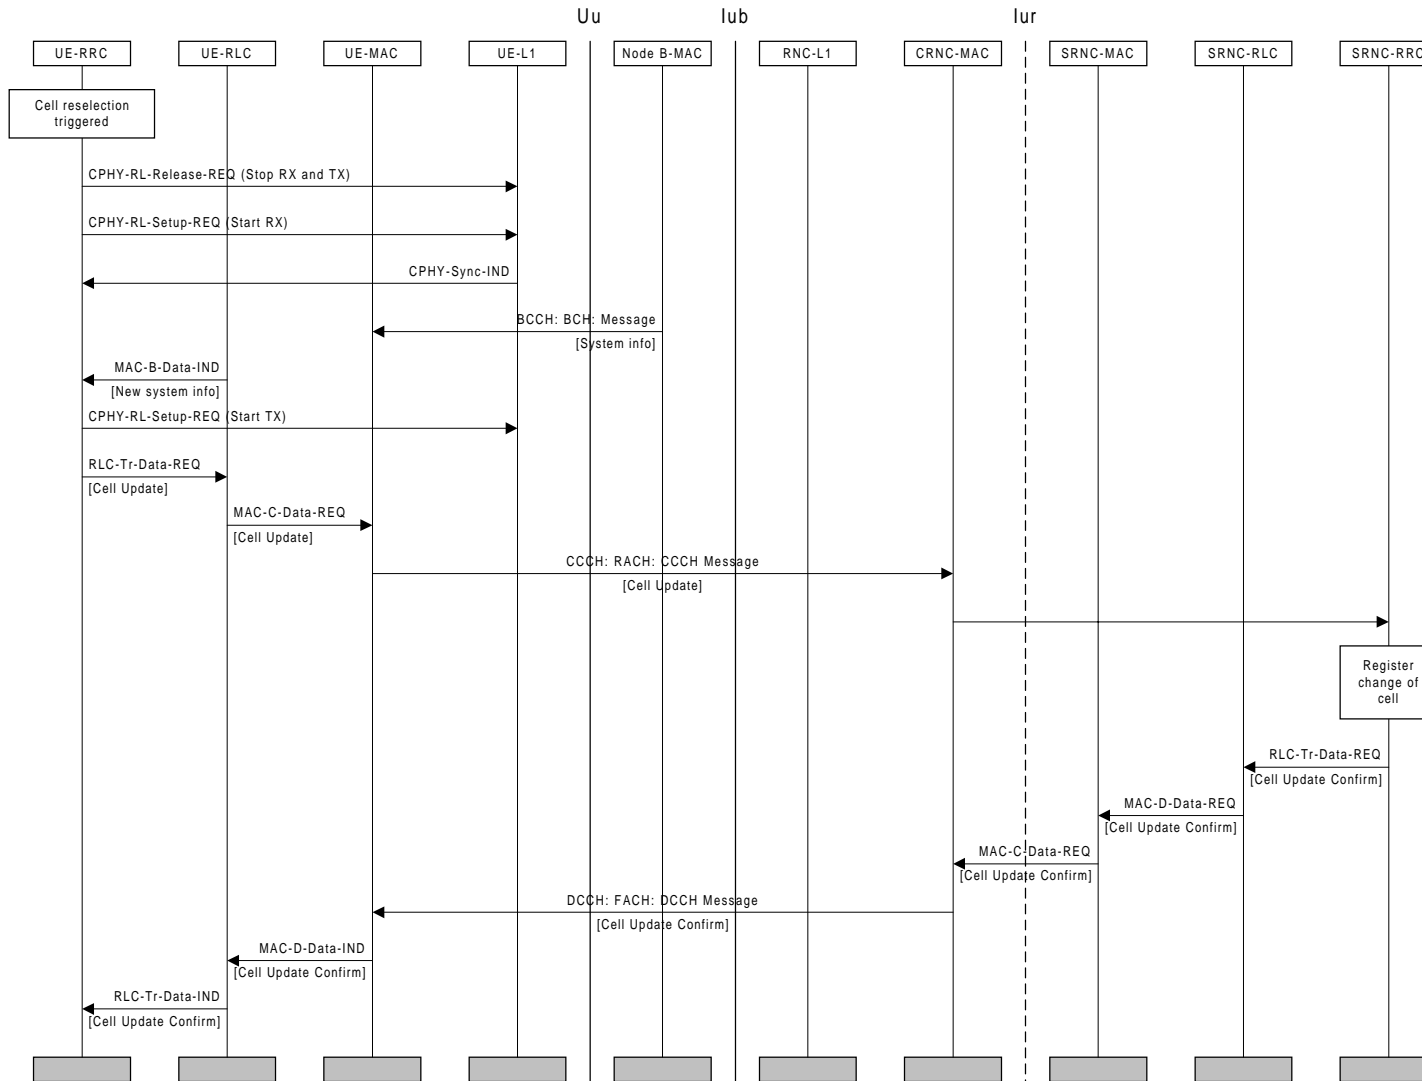 Uu
Iub
Iur
UE-RRC
UE-RLC
UE-MAC
UE-L1
Node B-MAC
RNC-L1
CRNC-MAC
SRNC-MAC
SRNC-RLC
SRNC-RRC
Cell reselection
triggered
CPHY-RL-Release-REQ (Stop RX and TX)
CPHY-RL-Setup-REQ (Start RX)
CPHY-Sync-IND
BCCH: BCH: Message
[System info]
MAC-B-Data-IND
[New system info]
CPHY-RL-Setup-REQ (Start TX)
RLC-Tr-Data-REQ
[Cell Update]
MAC-C-Data-REQ
[Cell Update]
CCCH: RACH: CCCH Message
[Cell Update]
Register
change of
cell
RLC-Tr-Data-REQ
[Cell Update Confirm]
MAC-D-Data-REQ
[Cell Update Confirm]
MAC-C-Data-REQ
[Cell Update Confirm]
DCCH: FACH: DCCH Message
[Cell Update Confirm]
MAC-D-Data-IND
[Cell Update Confirm]
RLC-Tr-Data-IND
[Cell Update Confirm]